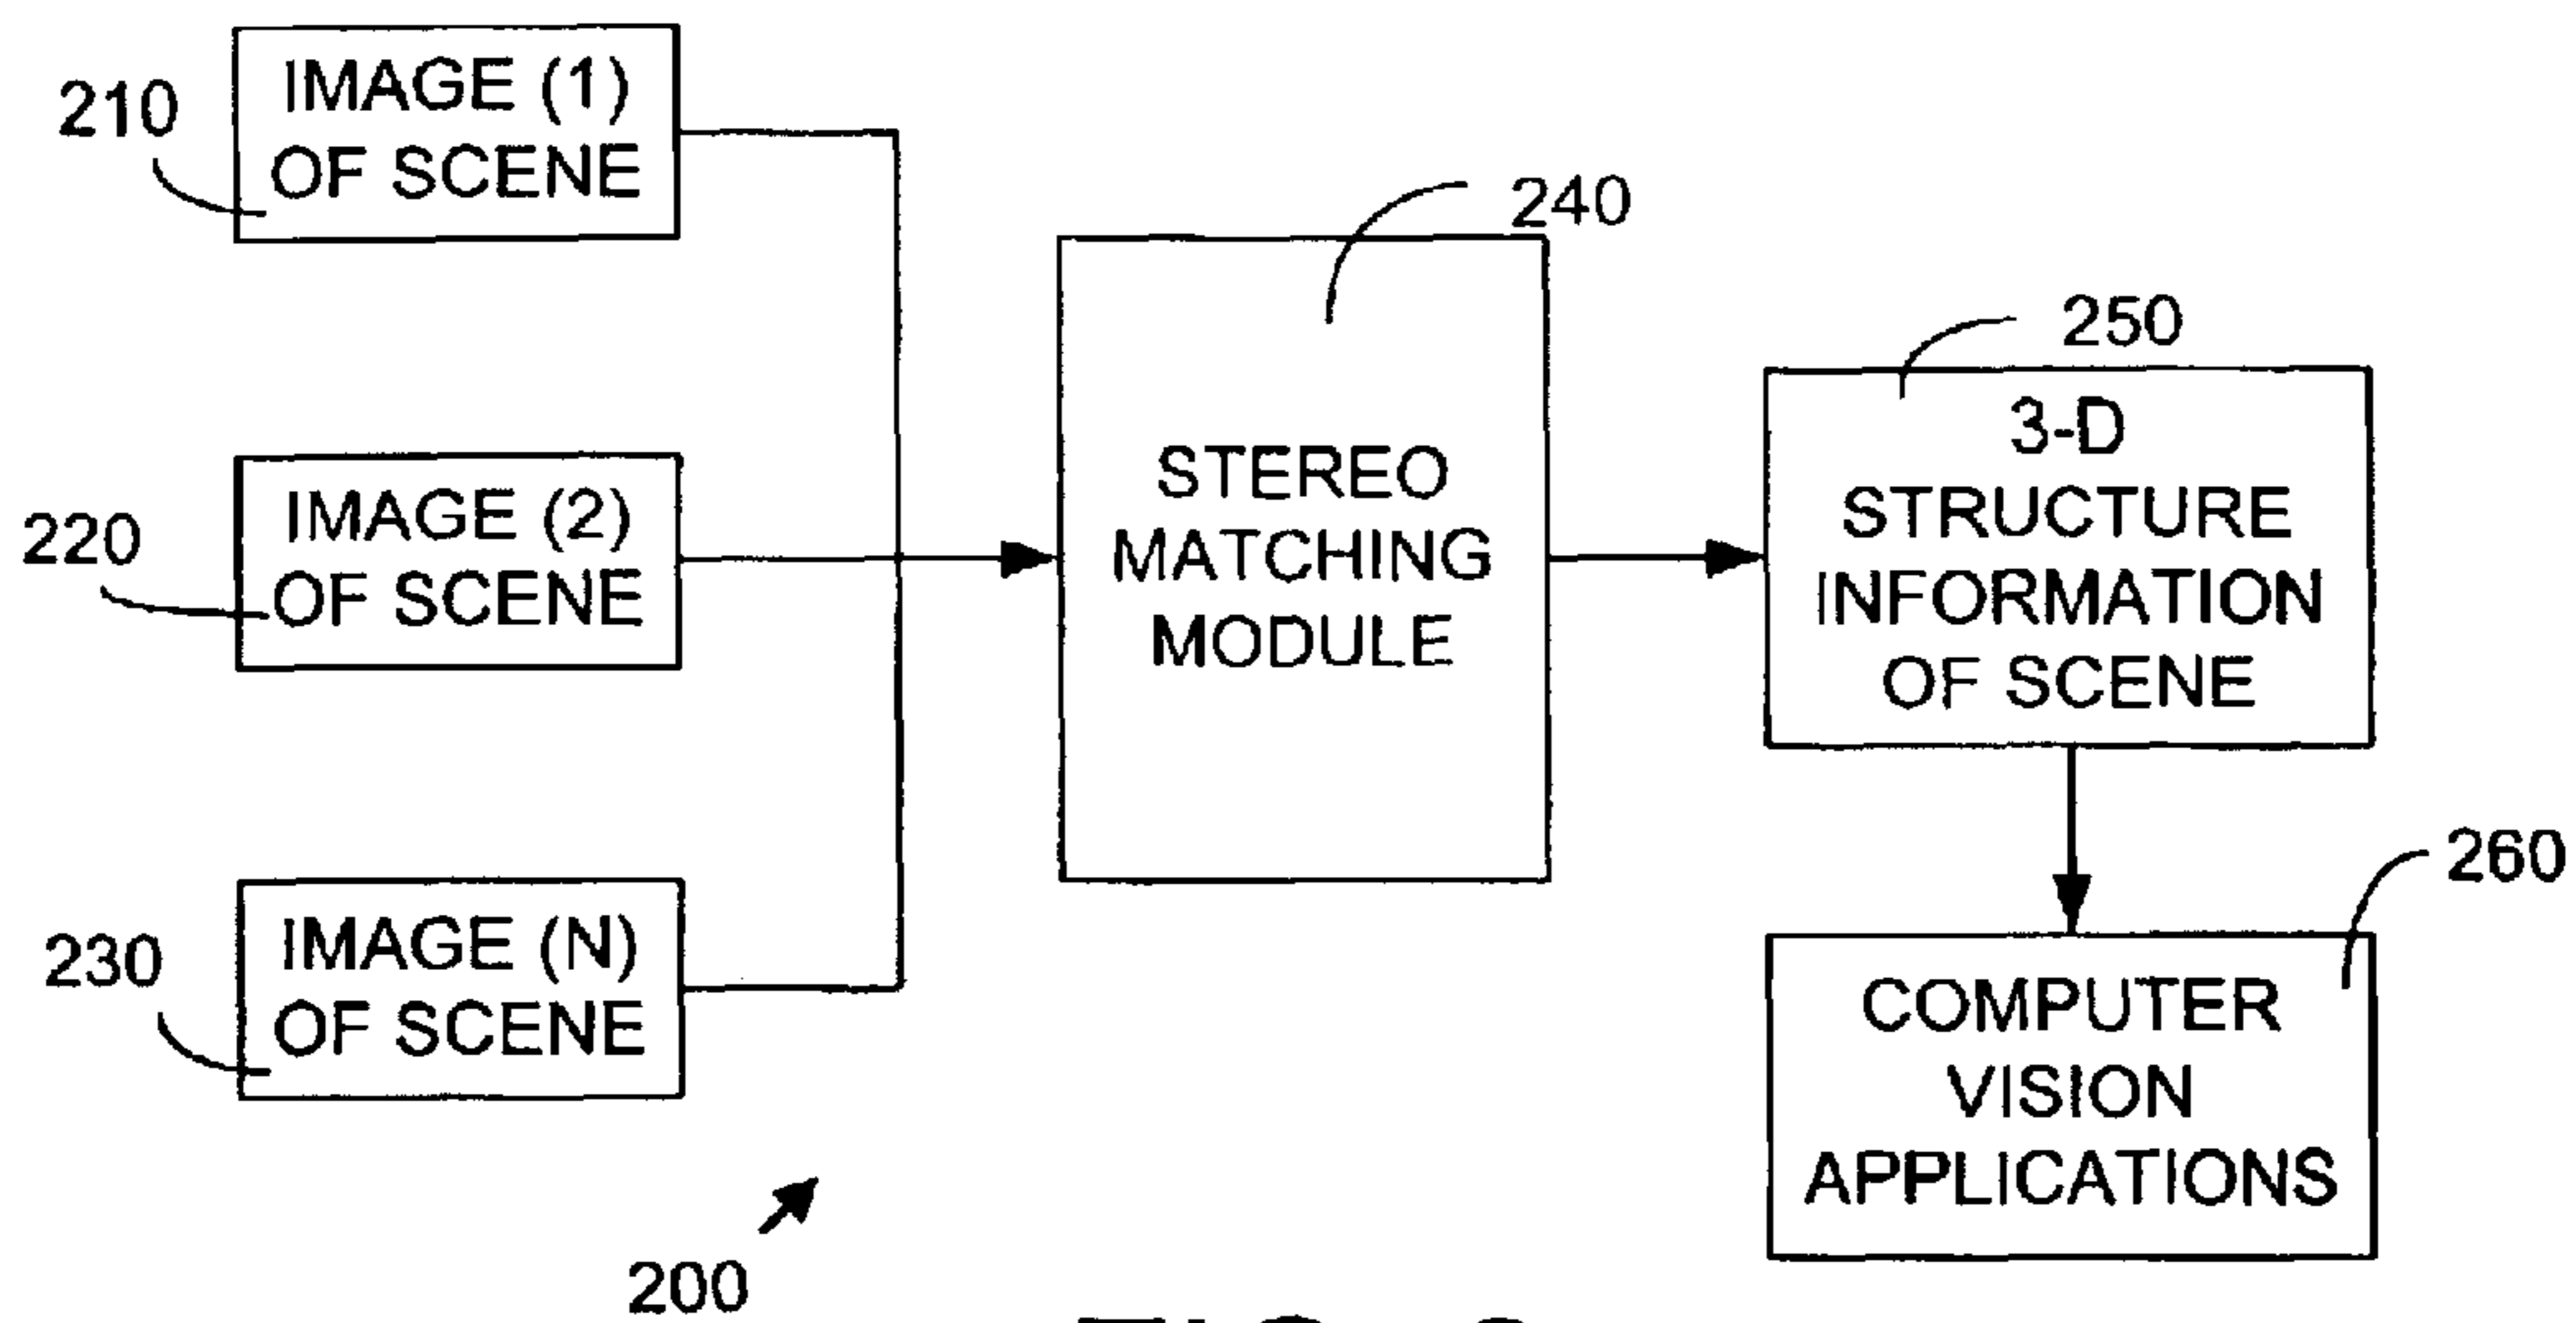 210
IMAGE (1)
OF SCENE
220
IMAGE (2)
OF SCENE
230
IMAGE (N)
OF SCENE
240
STEREO
MATCHING
MODULE
250
3-D
STRUCTURE
INFORMATION
OF SCENE
260
COMPUTER
VISION
APPLICATIONS
200